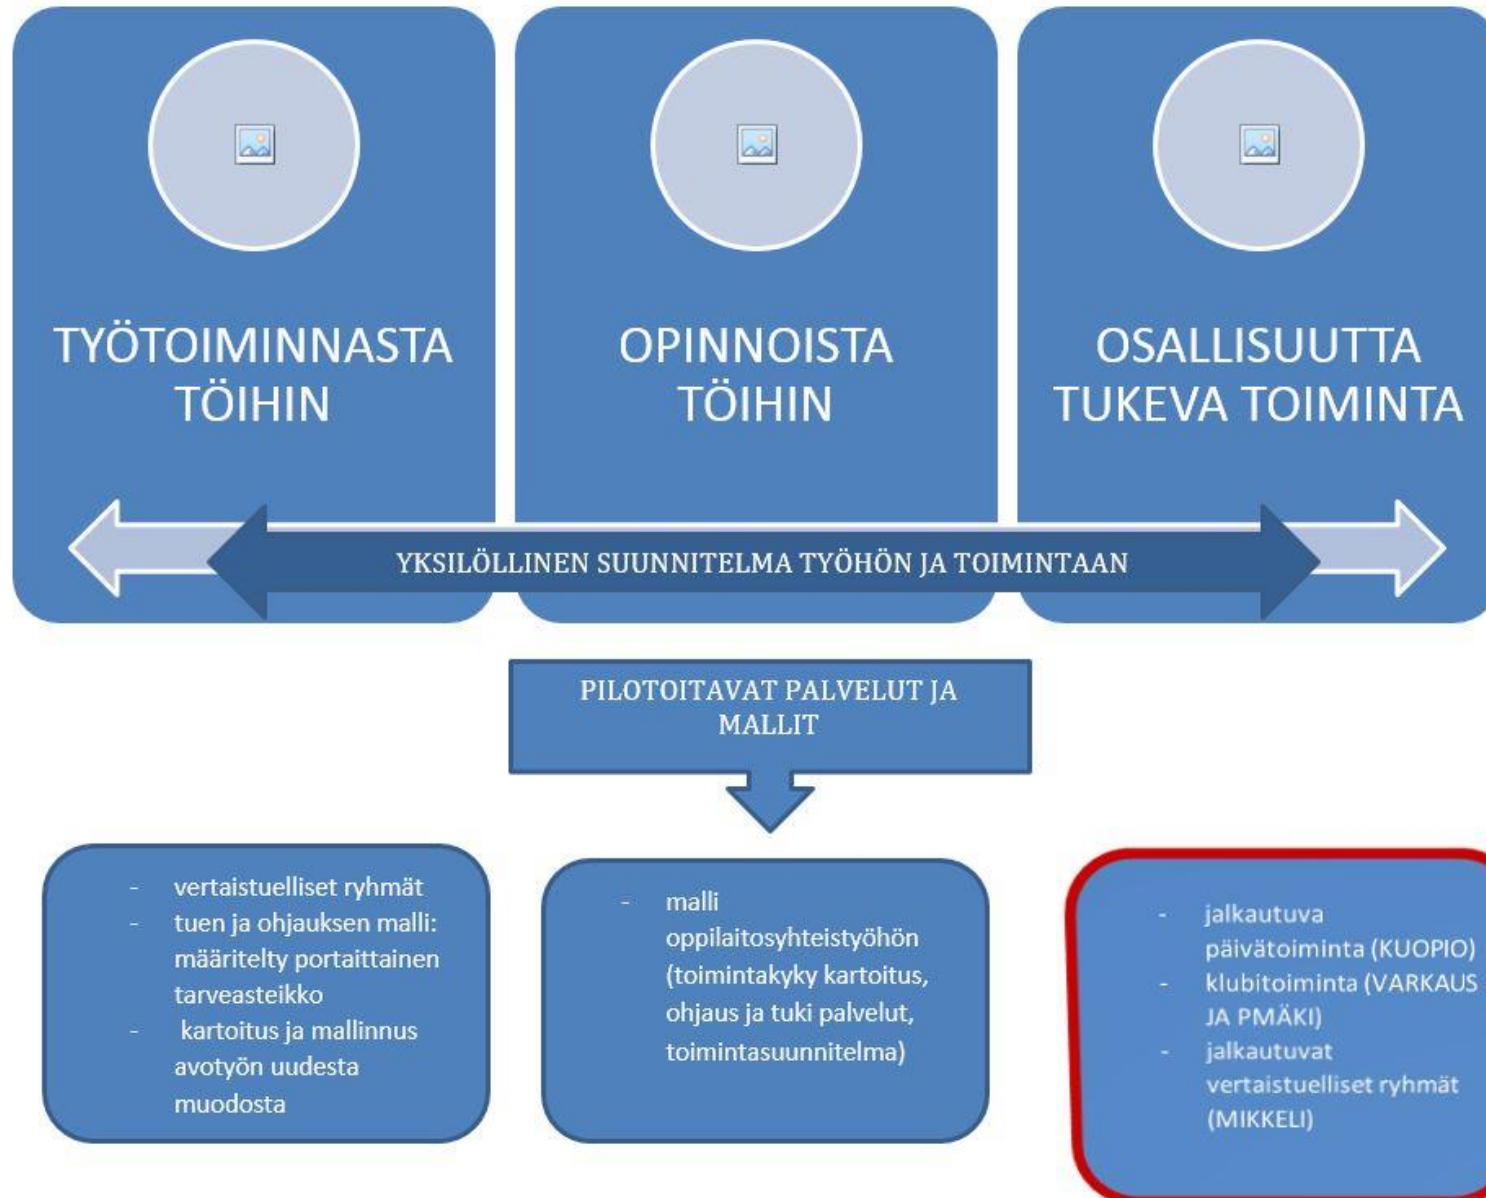 TYÖTOIMINNASTA
TÖIHIN
OPINNOISTA
TÖIHIN
OSALLISUUTTA
TUKEVA TOIMINTA
YKSILÖLLINEN SUUNNITELMA TYÖHÖN JA TOIMINTAAN
PILOTOITAVAT PALVELUT JA
MALLIT
- vertaistuelliset ryhmät
- tuen ja ohjauksen malli:
määritelty portaittainen
tarveasteikko
- kartoitus ja mallinnus
avotyön uudesta
muodosta
- malli
oppilaitosyhteistyöhön
(toimintakyky kartoitus,
ohjaus ja tuki palvelut,
toimintasuunnitelma)
- jalkautuva
päivätoiminta (KUOPIO)
- klubitoiminta (VARKAUS
JA PMÄKI)
- jalkautuvat
vertaistuelliset ryhmät
(MIKKELI)